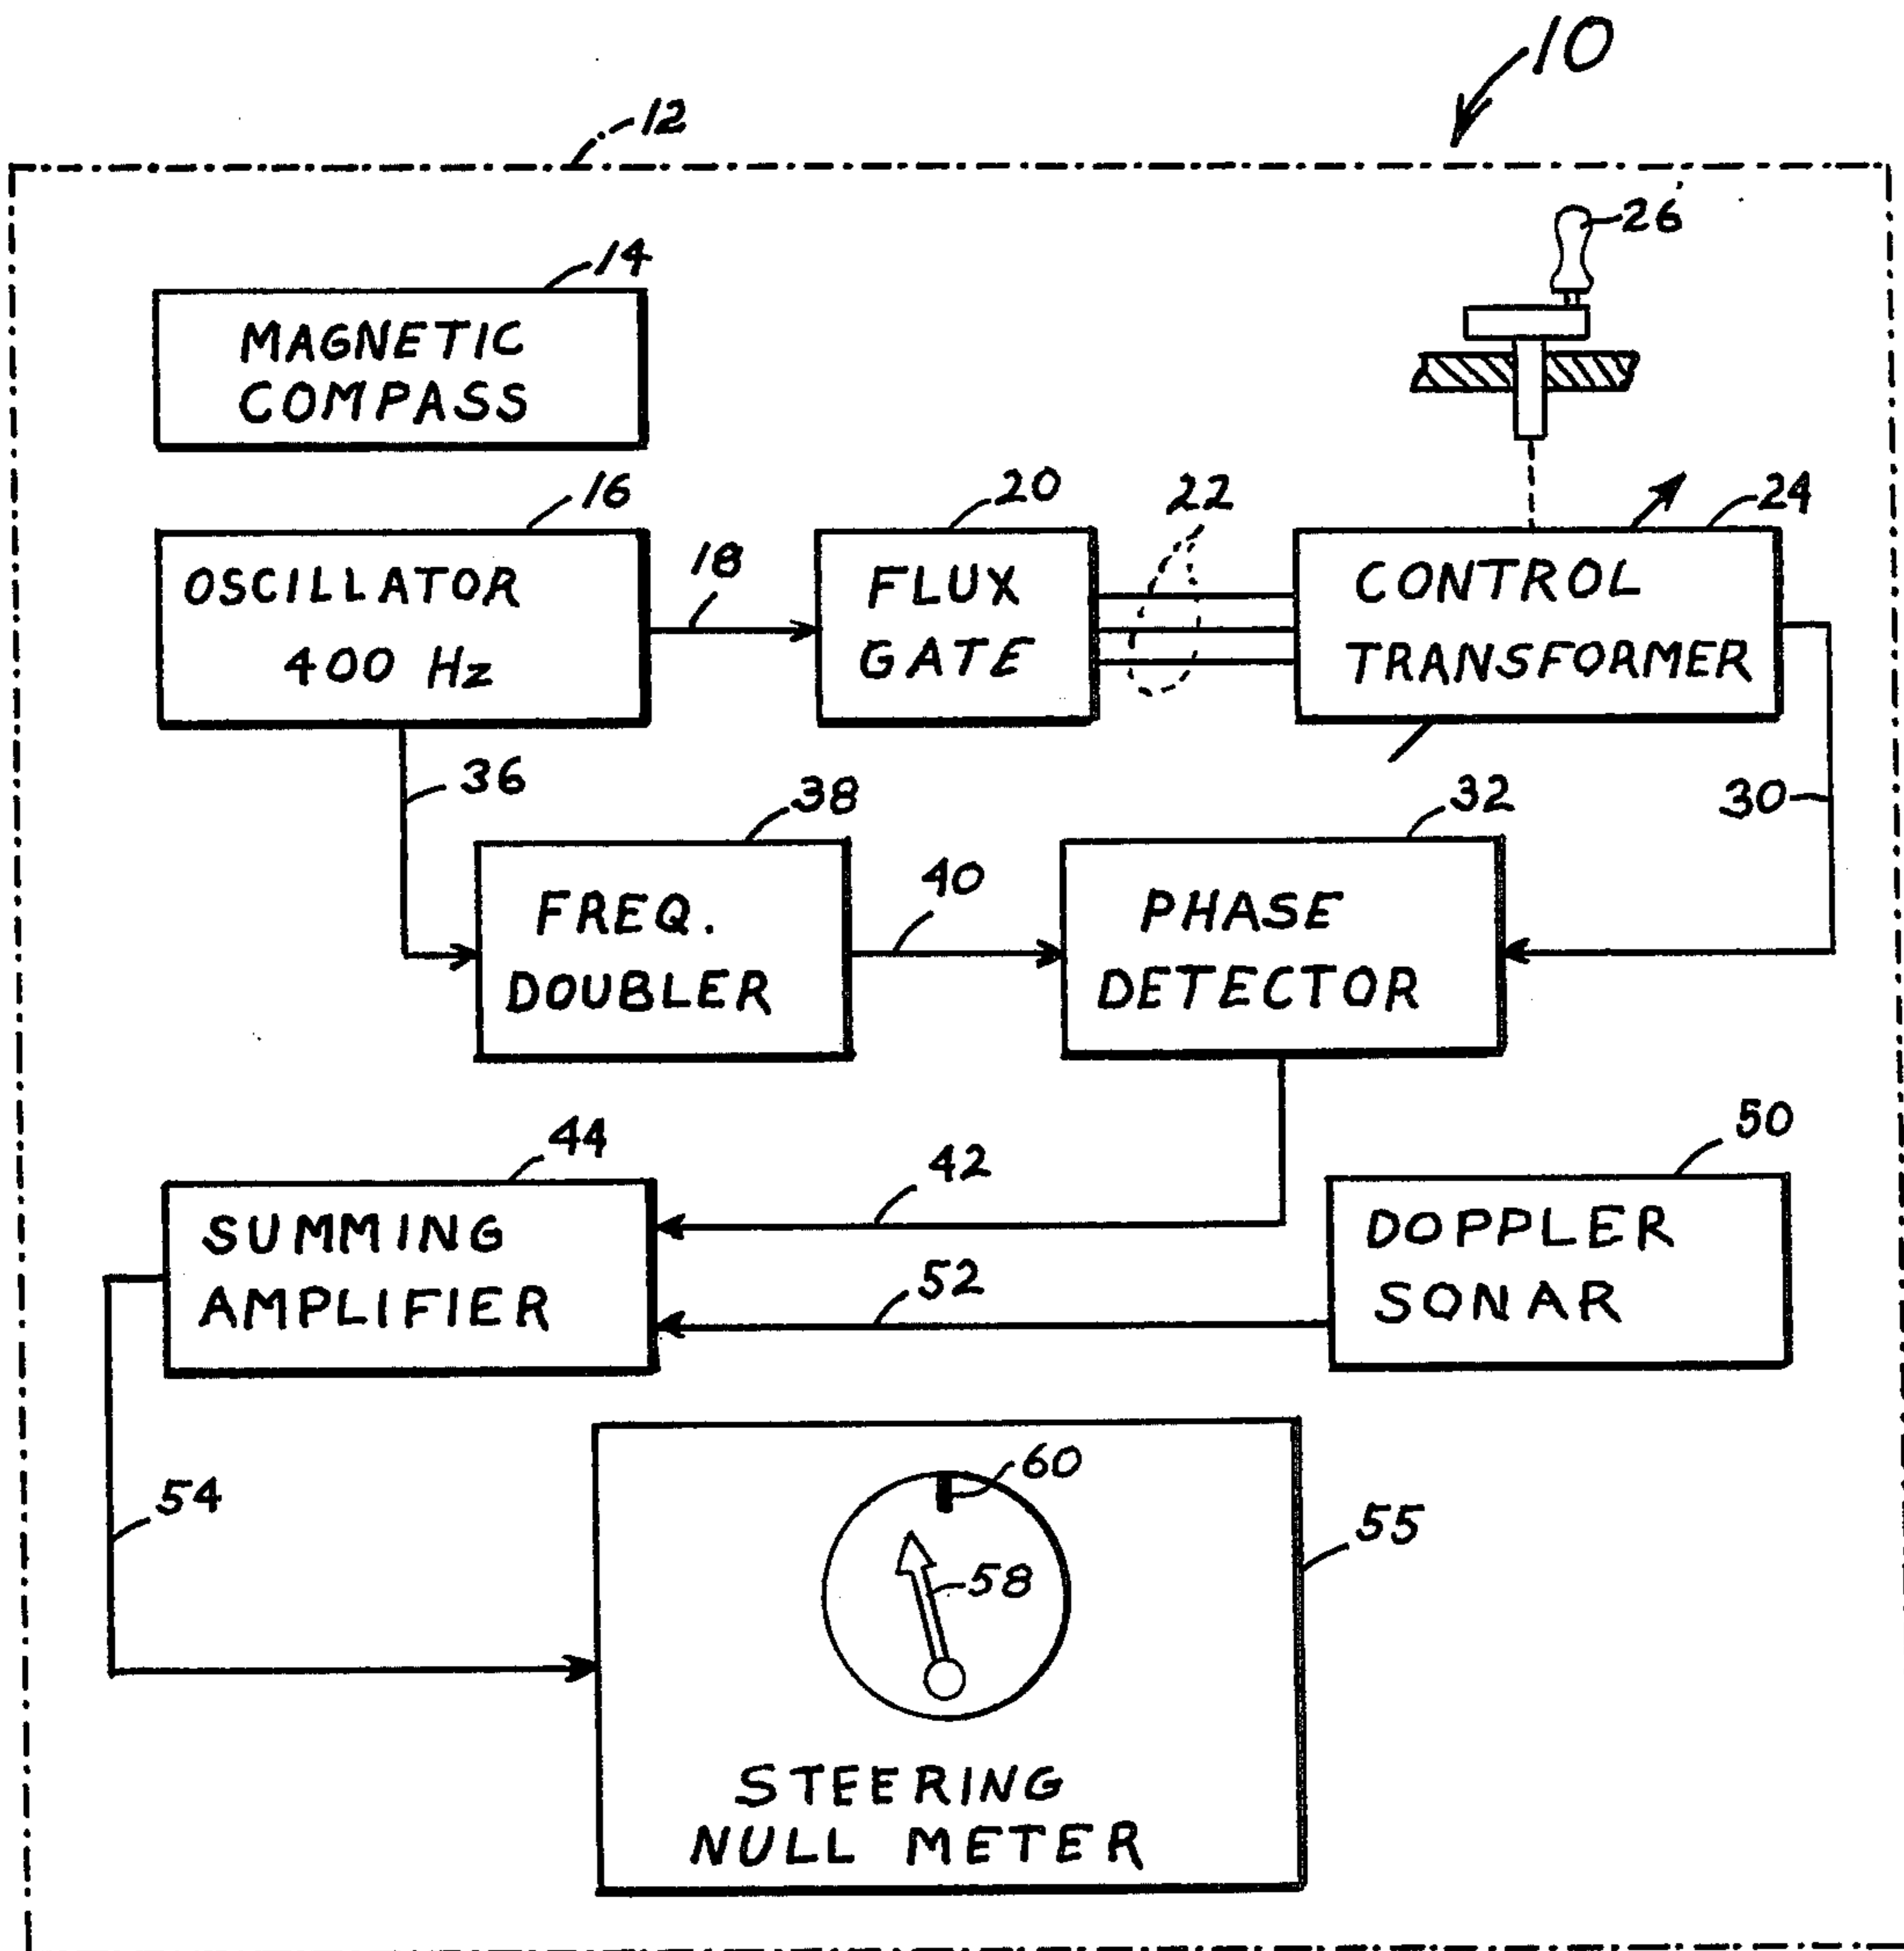 10
12
26
14
MAGNETIC
COMPASS
16
20
22
24
OSCILLATOR
400 Hz
18
FLUX
GATE
CONTROL
TRANSFORMER
36
38
32
30
FREQ.
DOUBLER
40
PHASE
DETECTOR
44
42
50
SUMMING
AMPLIFIER
52
DOPPLER
SONAR
54
60
55
58
STEERING
NULL METER